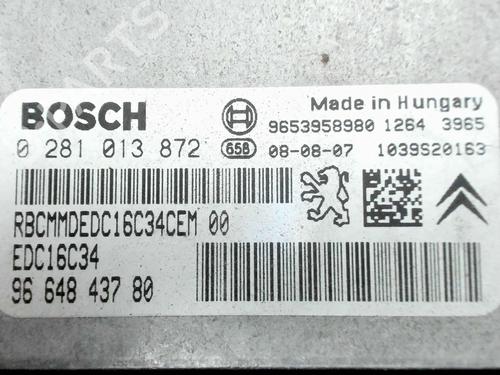 BOSCH
Made in Hungary
9653958980 1264 3965
0 281 013 872 658 08-08-07 1039S20163
RBCMMDEDC16C34CEM 00
EDC16C34
96 648 437 80